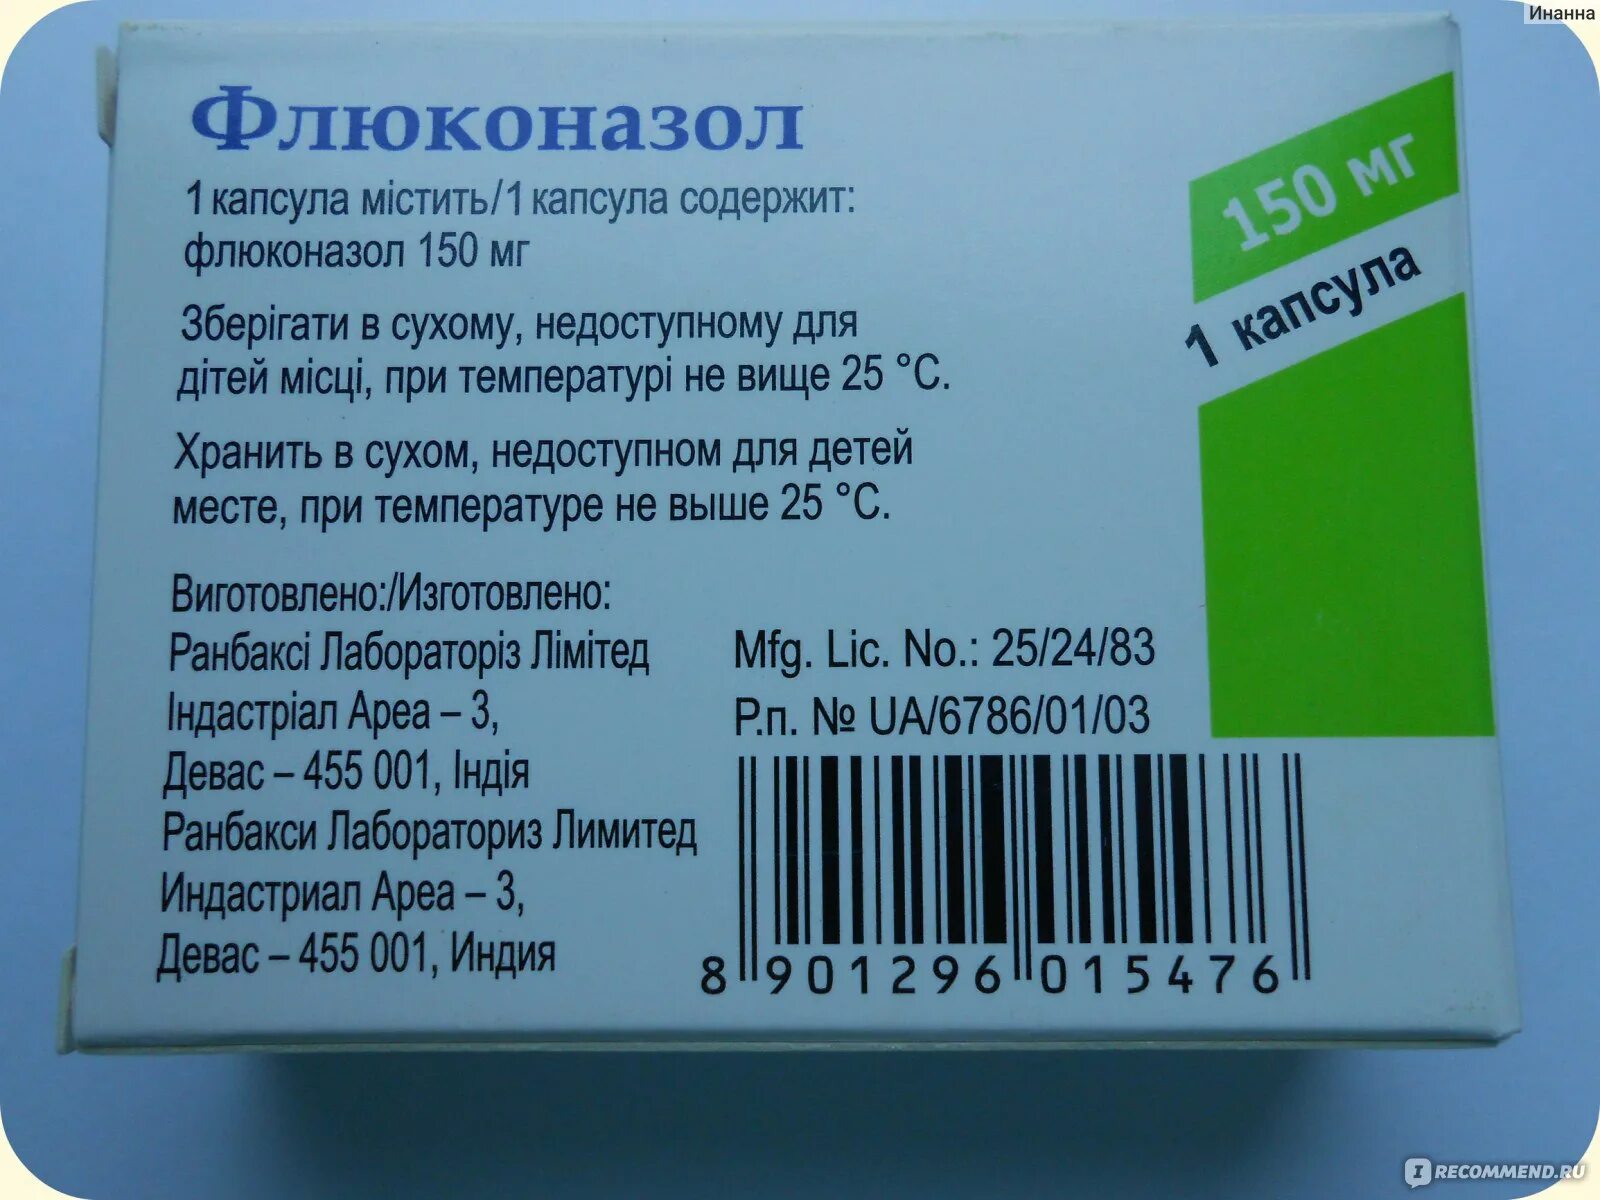 Инанна
Флюконазол
1 капсула містить/1 капсула содержит:
флюконазол 150 мг
150 мг
1 капсула
Зберігати в сухому, недоступному для
дітей місці, при температурі не вище 25 °С.
Хранить в сухом, недоступном для детей
месте, при температуре не выше 25 °С.
Виготовлено:/Изготовлено:
Ранбаксі Лабораторіз Лімітед
Індастріал Ареа – 3,
Девас – 455 001, Індія
Ранбакси Лабораториз Лимитед
Индастриал Ареа – 3,
Девас – 455 001, Индия
Mfg. Lic. No.: 25/24/83
Р.п. № UA/6786/01/03
8 901296 015476
IRECOMMEND.RU